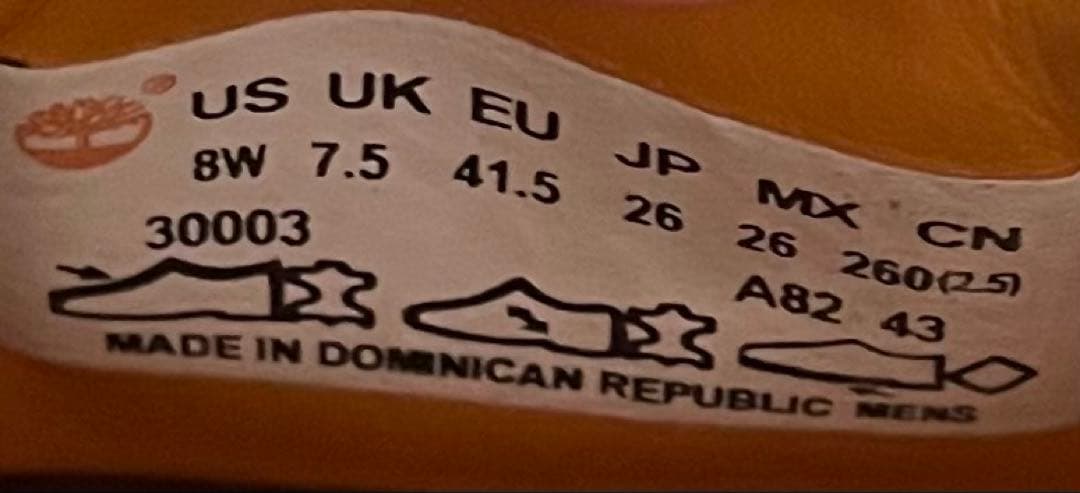 US UK EU JP MX CN
8W 7.5 41.5 26 26 260(2.5)
30003 A82 43
MADE IN DOMINICAN REPUBLIC MENS